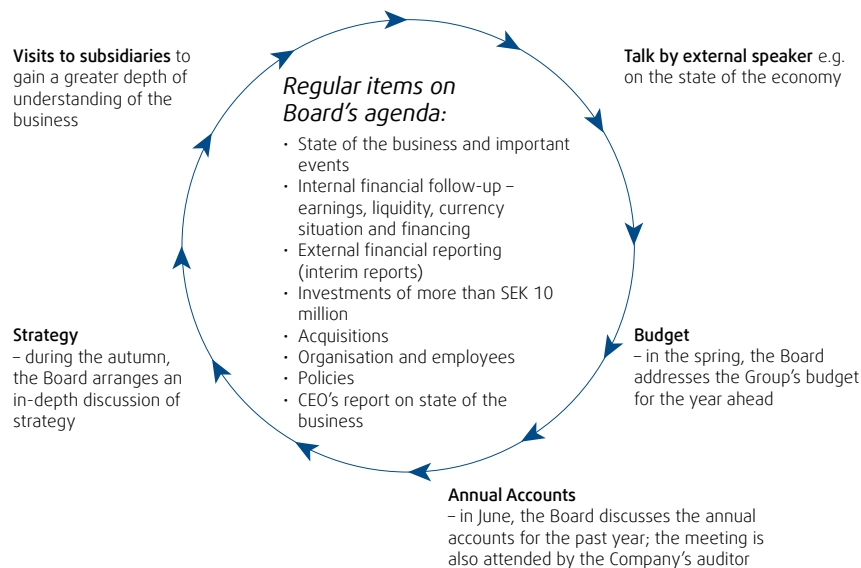 Visits to subsidiaries to
gain a greater depth of
understanding of the
business
Talk by external speaker e.g.
on the state of the economy
Regular items on
Board's agenda:
• State of the business and important
events
• Internal financial follow-up –
earnings, liquidity, currency
situation and financing
• External financial reporting
(interim reports)
• Investments of more than SEK 10
million
• Acquisitions
• Organisation and employees
• Policies
• CEO's report on state of the
business
Strategy
– during the autumn,
the Board arranges an
in-depth discussion of
strategy
Budget
– in the spring, the Board
addresses the Group's budget
for the year ahead
Annual Accounts
– in June, the Board discusses the annual
accounts for the past year; the meeting is
also attended by the Company's auditor